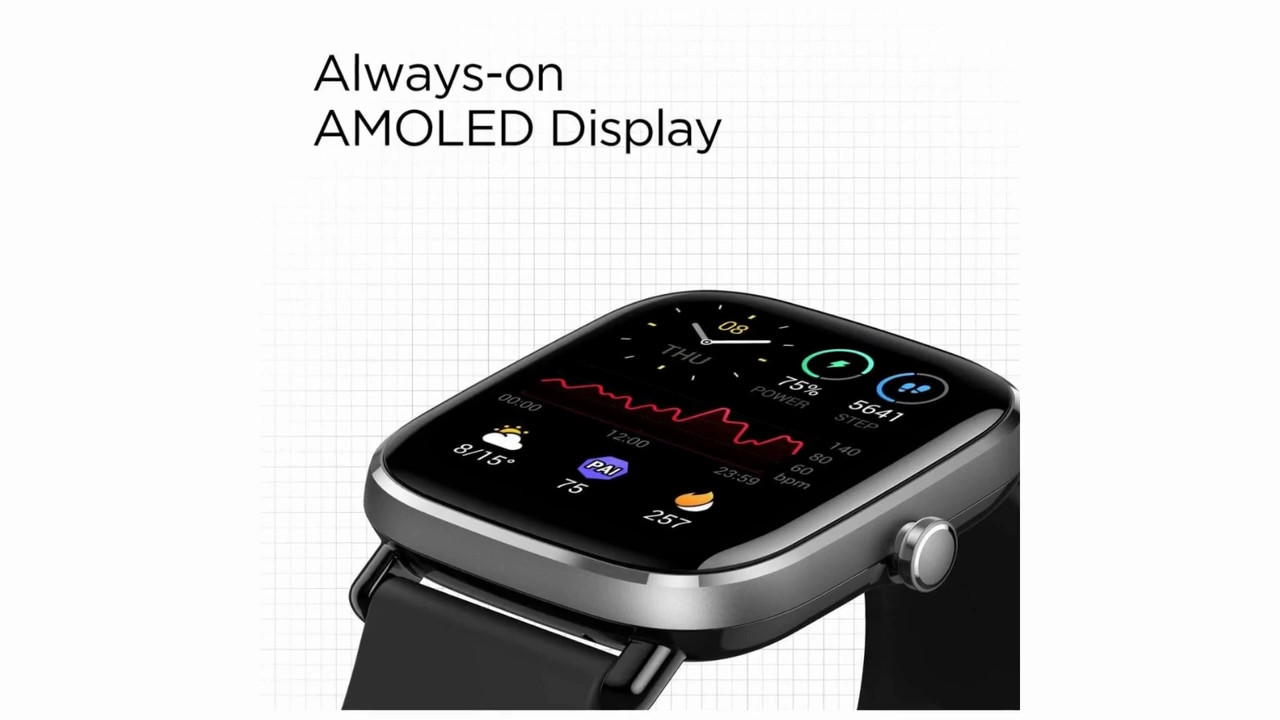 Always-on
AMOLED Display
08
THU
75%
POWER
5641
STEP
140
80
60
bpm
00:00
12:00
23:59
8/15°
PAI
75
257